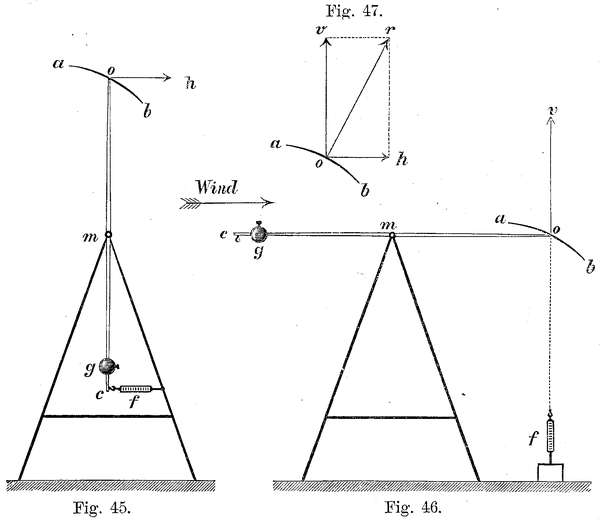 Fig. 47.
v r
a o h
b
a o h
b
Wind
m
g
c f
Fig. 45.
c g m
a o b
v
f
Fig. 46.